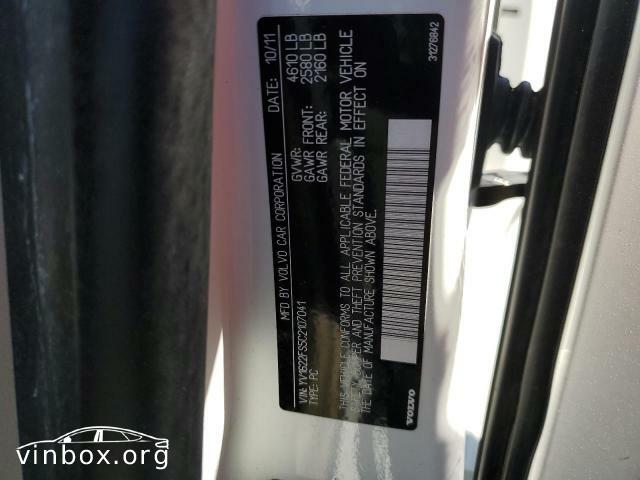 MFD BY VOLVO CAR CORPORATION DATE: 10/11
GVWR: 4610 LB
GAWR FRONT: 2580 LB
GAWR REAR: 2160 LB
VIN: YV1622FS5C2107041
TYPE: PC
THIS VEHICLE CONFORMS TO ALL APPLICABLE FEDERAL MOTOR VEHICLE
SAFETY, BUMPER AND THEFT PREVENTION STANDARDS IN EFFECT ON
THE DATE OF MANUFACTURE SHOWN ABOVE.
VOLVO
31276842
vinbox.org